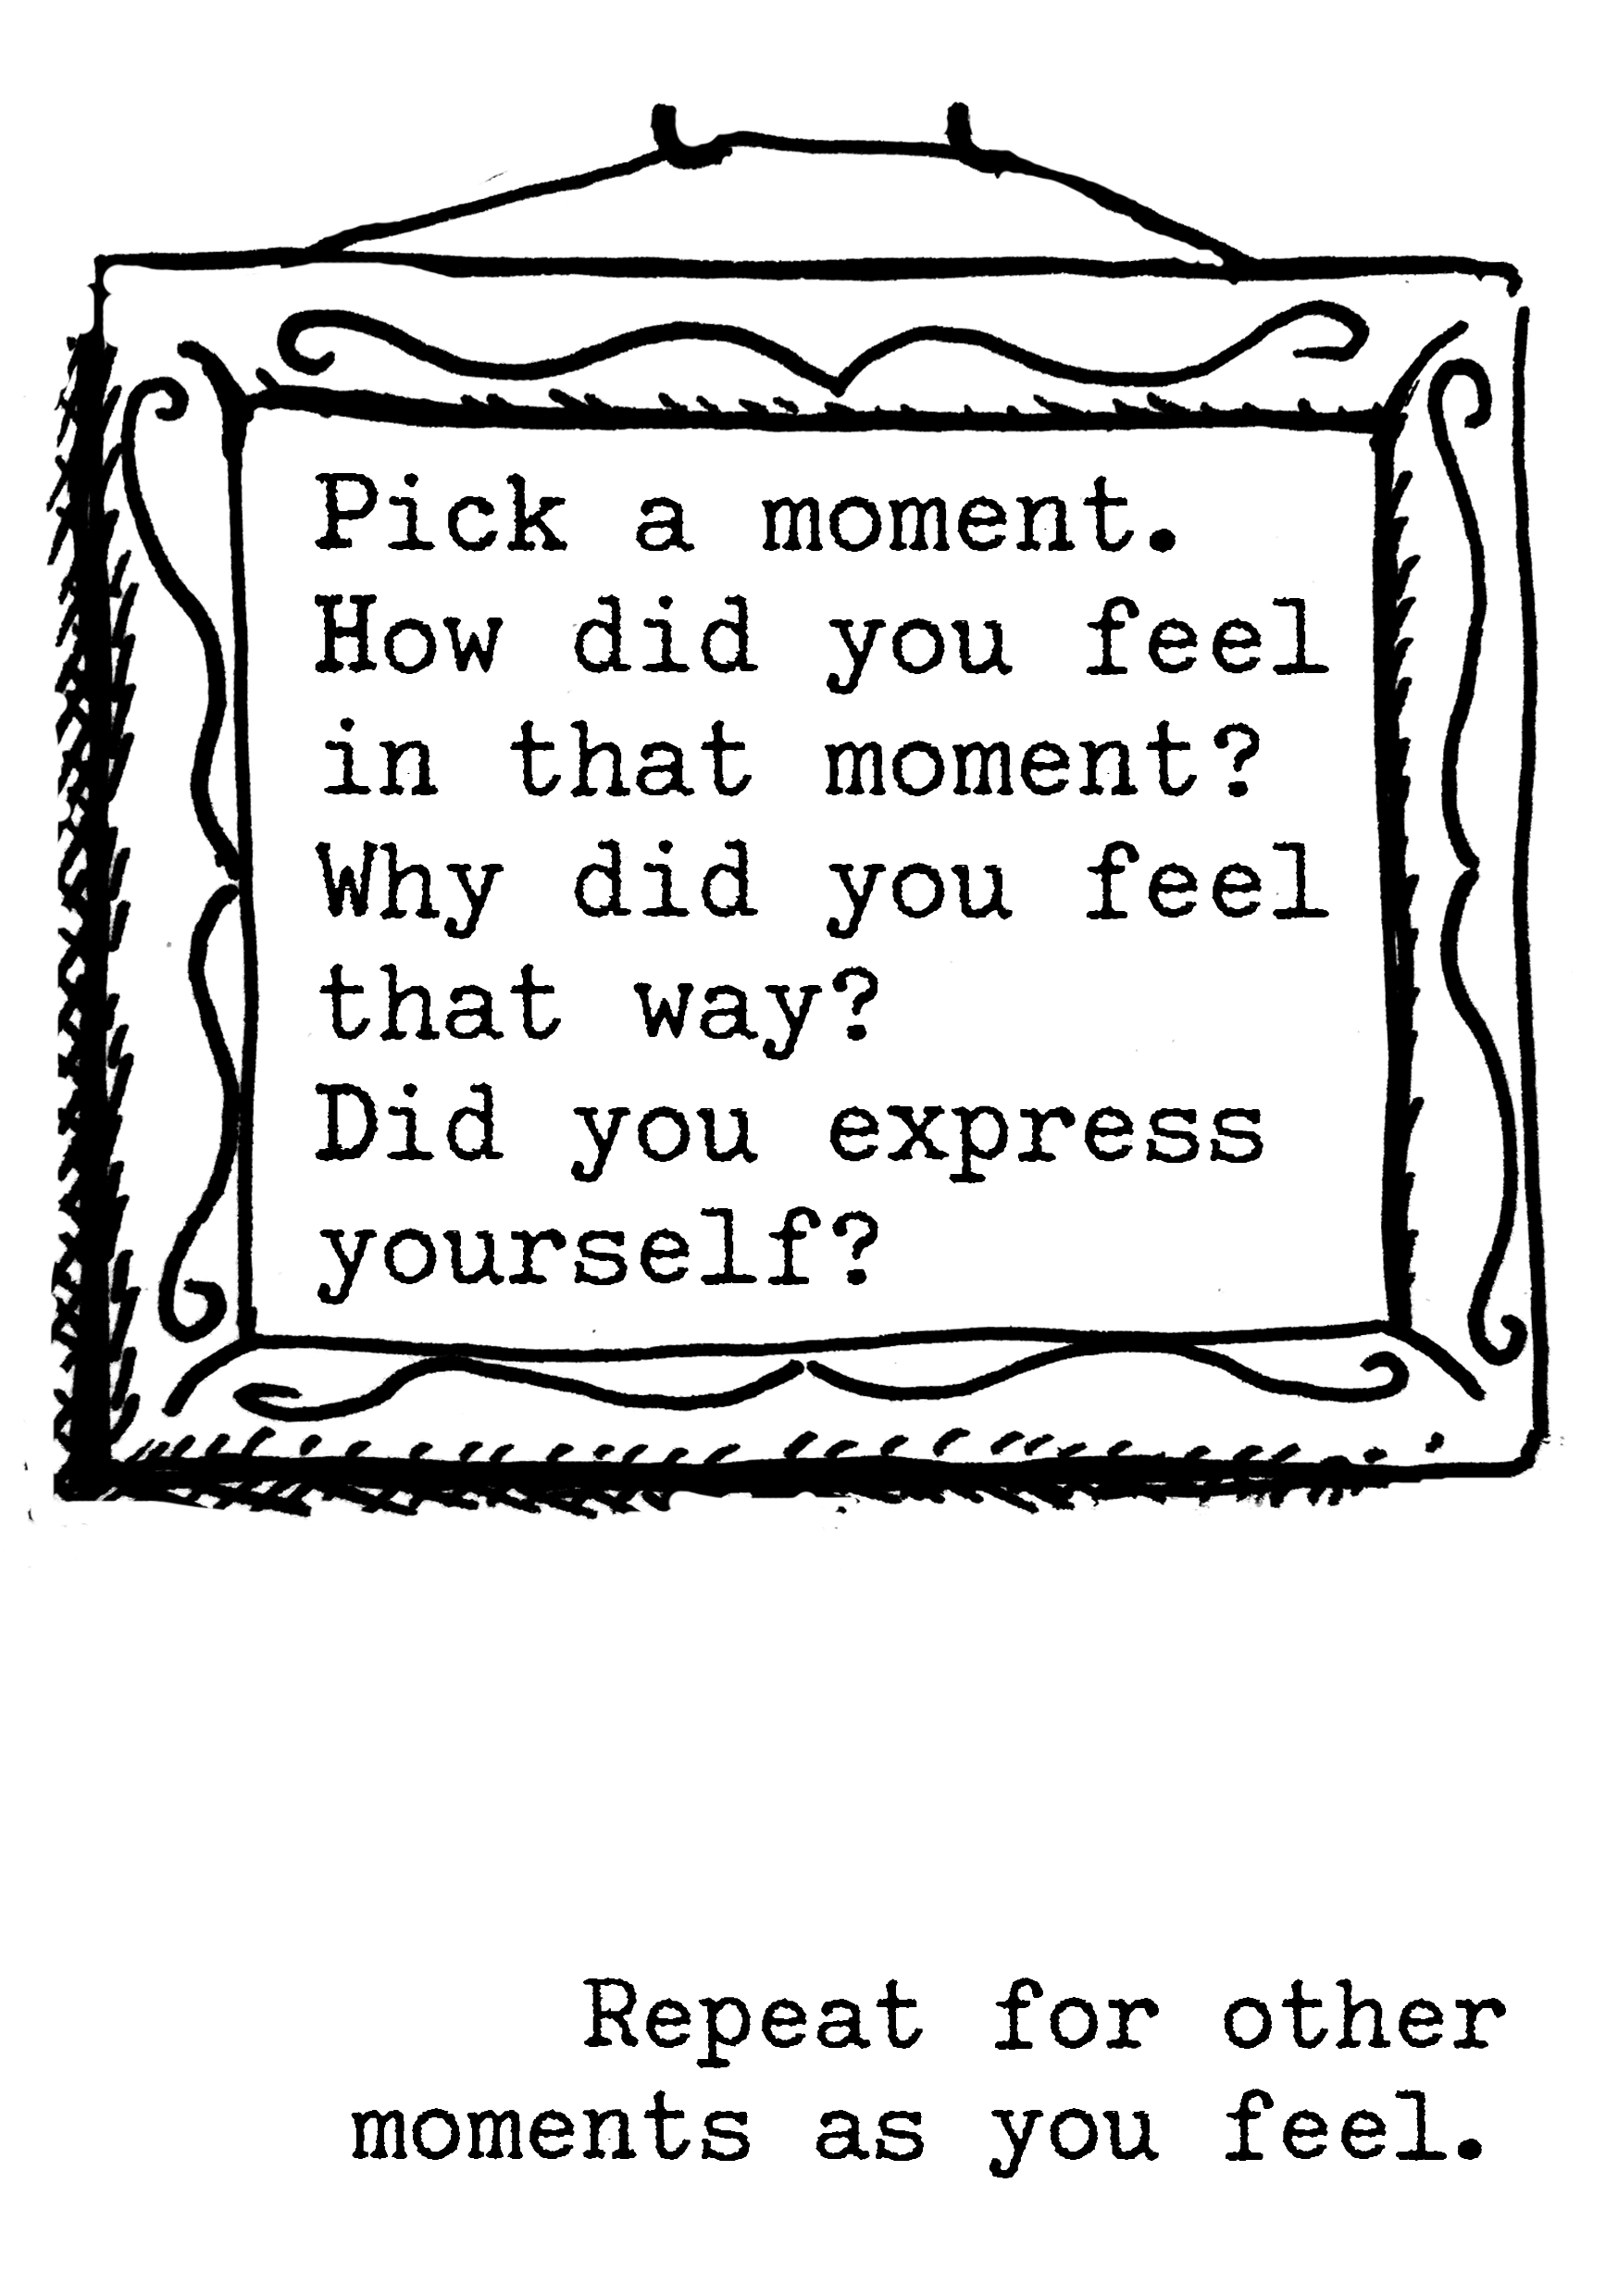 Pick a moment.
How did you feel
in that moment?
Why did you feel
that way?
Did you express
yourself?
Repeat for other
moments as you feel.